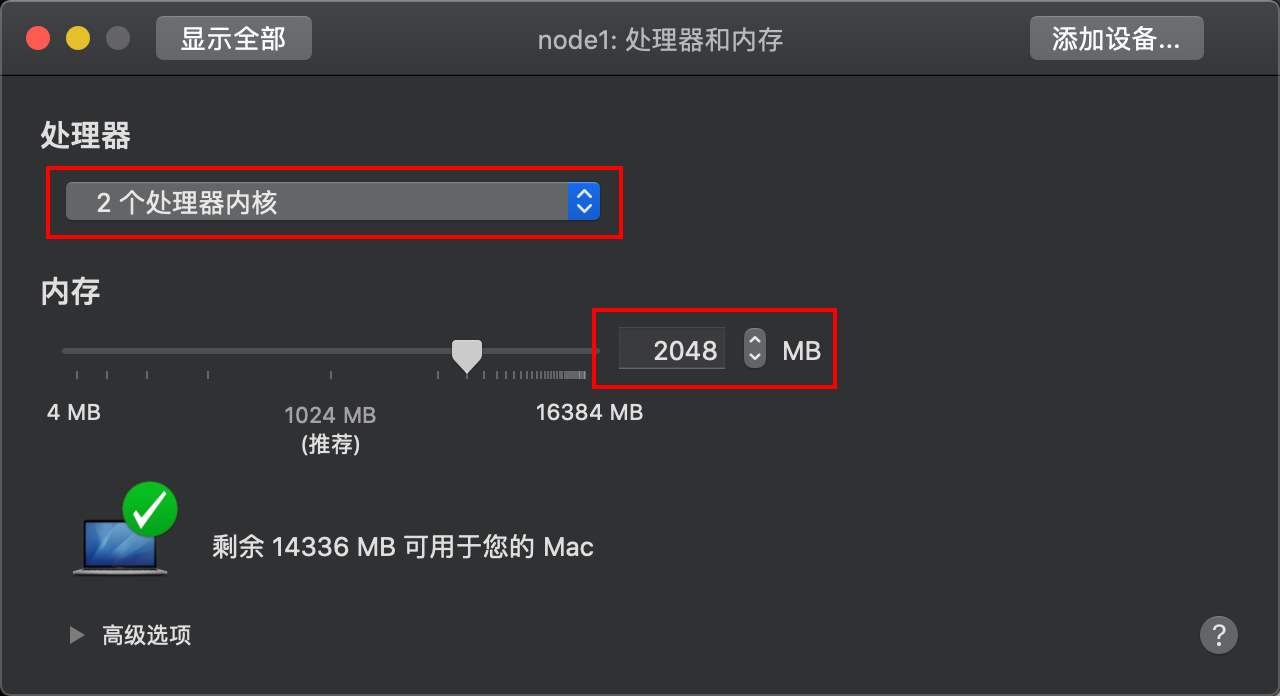 显示全部
node1: 处理器和内存
添加设备...
处理器
2 个处理器内核
内存
2048
MB
4 MB
1024 MB
(推荐)
16384 MB
剩余 14336 MB 可用于您的 Mac
高级选项
?